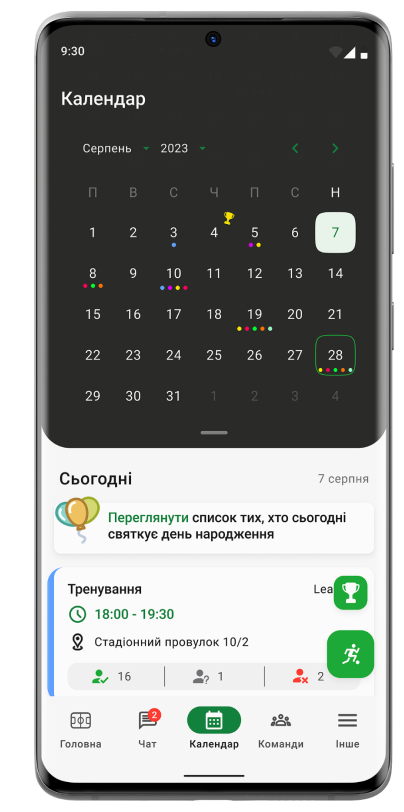 9:30
Календар
Серпень 2023
П В С Ч П С Н
1 2 3 4 5 6 7
8 9 10 11 12 13 14
15 16 17 18 19 20 21
22 23 24 25 26 27 28
29 30 31 1 2 3 4
Сьогодні 7 серпня
Переглянути список тих, хто сьогодні
святкує день народження
Тренування Lea
18:00 - 19:30
Стадіонний провулок 10/2
16 1 2
2
Головна Чат Календар Команди Інше